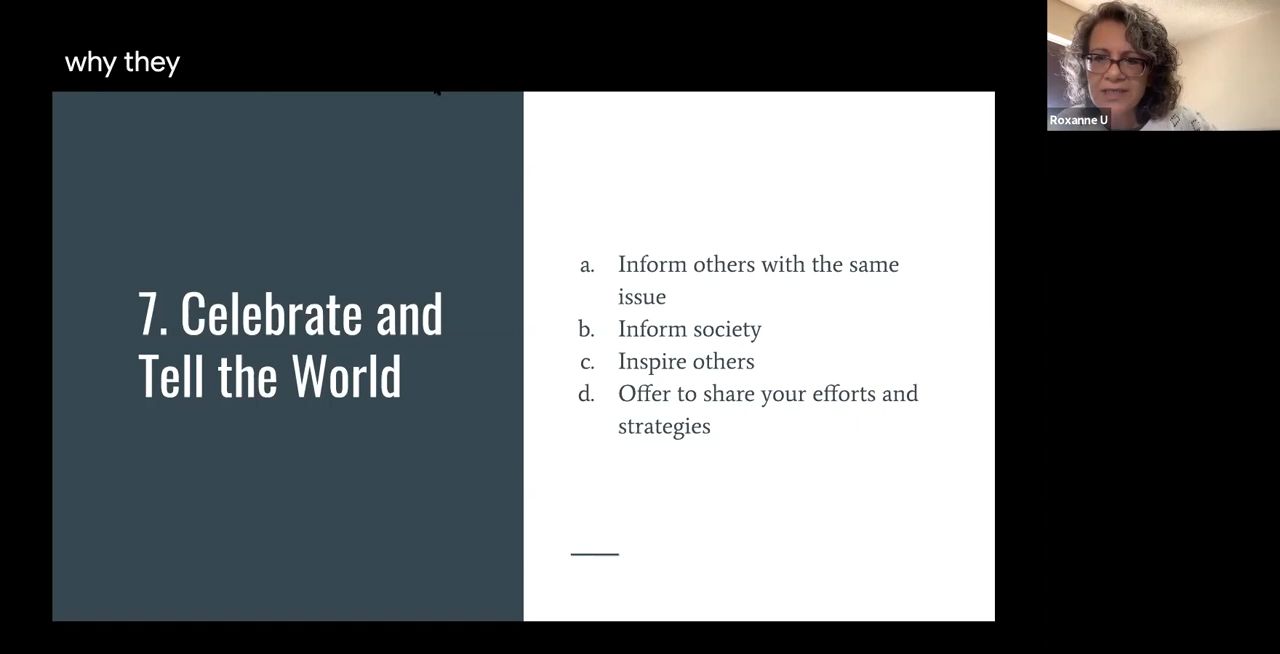 why they
Roxanne U
7. Celebrate and
Tell the World
a. Inform others with the same
issue
b. Inform society
c. Inspire others
d. Offer to share your efforts and
strategies